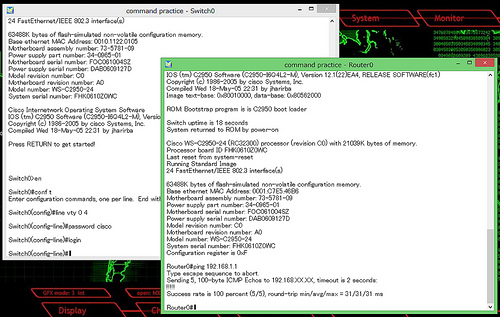 command practice - Switch0
24 FastEthernet/IEEE 802.3 interface(s)
63488K bytes of flash-simulated non-volatile configuration memory.
Base ethernet MAC Address: 0010.1122.0105
Motherboard assembly number: 73-5781-09
Power supply part number: 34-0965-01
Motherboard serial number: FOC061004SZ
Power supply serial number: DAB0609127D
Model revision number: C0
Motherboard revision number: A0
Model number: WS-C2950-24
System serial number: FHK0610Z0WC
Cisco Internetwork Operating System Software
IOS (tm) C2950 Software (C2950-I6Q4L2-M), Version
Copyright (c) 1986-2005 by cisco Systems, Inc.
Compiled Wed 18-May-05 22:31 by jharirba
Press RETURN to get started!
Switch0>en
Switch0#conf t
Enter configuration commands, one per line. End with
Switch0(config)#line vty 0 4
Switch0(config-line)#password cisco
Switch0(config-line)#login
Switch0(config-line)#
System
Monitor
command practice - Router0
IOS (tm) C2950 Software (C2950-I6Q4L2-M), Version 12.1(22)EA4, RELEASE SOFTWARE(fc1)
Copyright (c) 1986-2005 by cisco Systems, Inc.
Compiled Wed 18-May-05 22:31 by jharirba
Image text-base: 0x80010000, data-base: 0x80562000
ROM: Bootstrap program is is C2950 boot loader
Switch uptime is 18 seconds
System returned to ROM by power-on
Cisco WS-C2950-24 (RC32300) processor (revision C0) with 21039K bytes of memory.
Processor board ID FHK0610Z0WC
Last reset from system-reset
Running Standard Image
24 FastEthernet/IEEE 802.3 interface(s)
63488K bytes of flash-simulated non-volatile configuration memory.
Base ethernet MAC Address: 0001.C7E5.46B6
Motherboard assembly number: 73-5781-09
Power supply part number: 34-0965-01
Motherboard serial number: FOC061004SZ
Power supply serial number: DAB0609127D
Model revision number: C0
Motherboard revision number: A0
Model number: WS-C2950-24
System serial number: FHK0610Z0WC
Configuration register is 0xF
Router0#ping 192.168.1.1
Type escape sequence to abort.
Sending 5, 100-byte ICMP Echos to 192.168.XX.XX, timeout is 2 seconds:
!!!!!
Success rate is 100 percent (5/5), round-trip min/avg/max = 31/31/31 ms
Router0#
Display